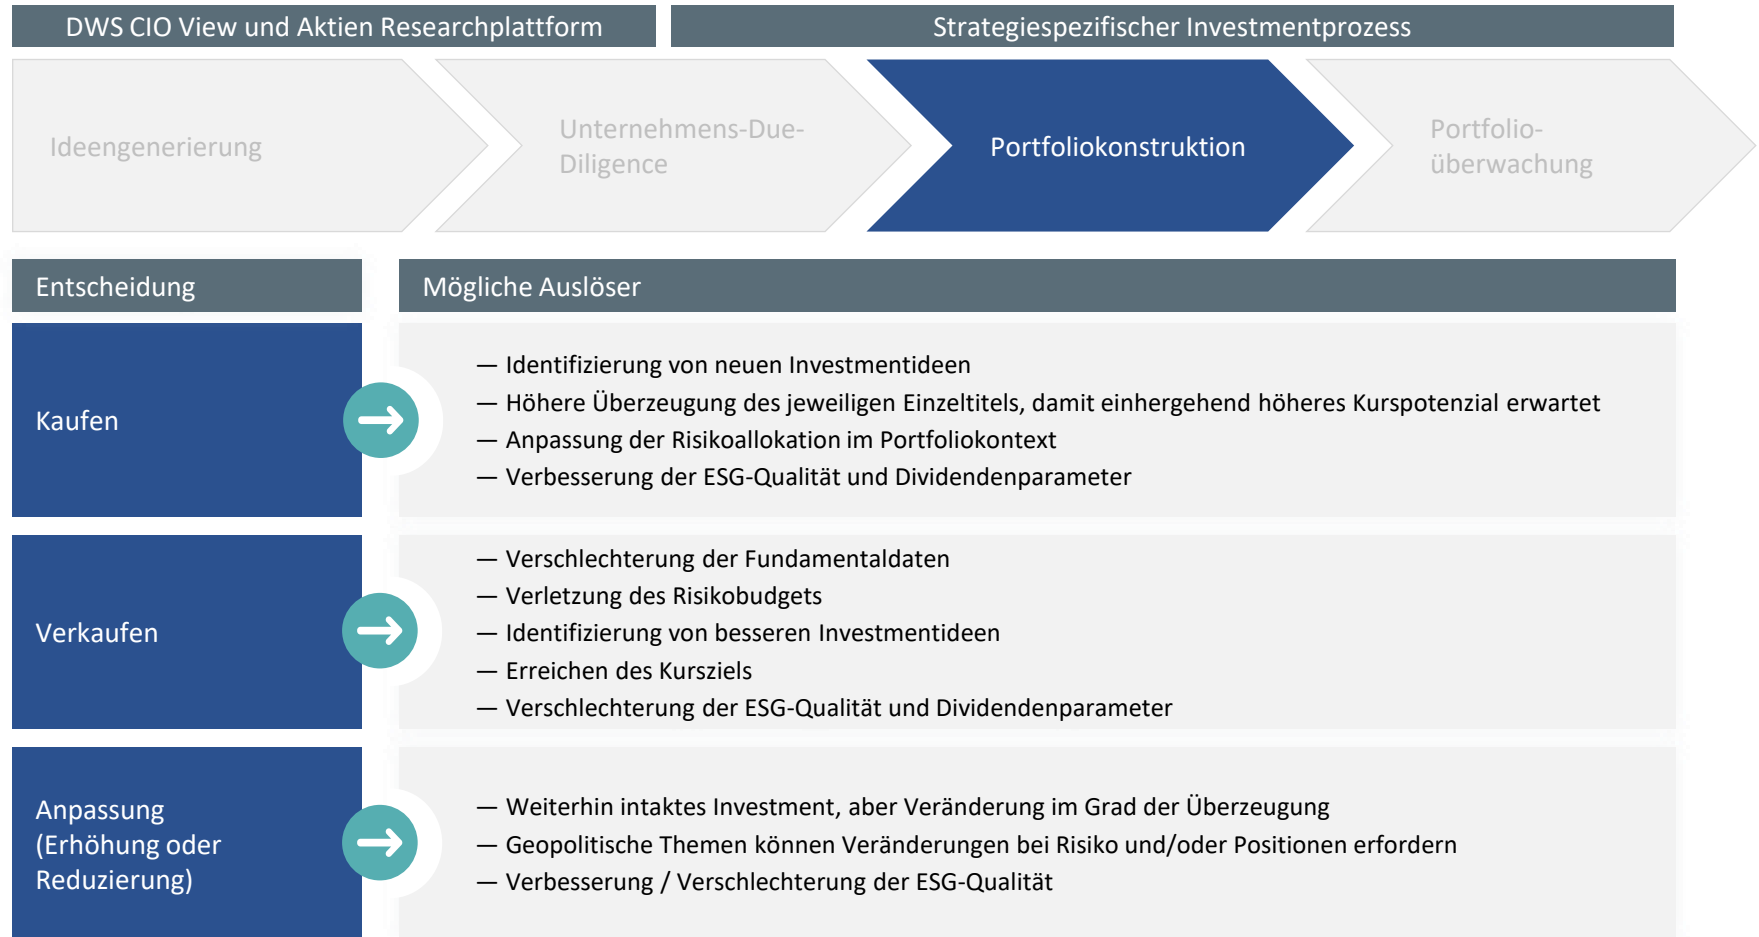 DWS CIO View und Aktien Researchplattform
Strategiespezifischer Investmentprozess
Ideengenerierung
Unternehmens-Due-
Diligence
Portfoliokonstruktion
Portfolio-
überwachung
Entscheidung
Mögliche Auslöser
Kaufen
— Identifizierung von neuen Investmentideen
— Höhere Überzeugung des jeweiligen Einzeltitels, damit einhergehend höheres Kurspotenzial erwartet
— Anpassung der Risikoallokation im Portfoliokontext
— Verbesserung der ESG-Qualität und Dividendenparameter
Verkaufen
— Verschlechterung der Fundamentaldaten
— Verletzung des Risikobudgets
— Identifizierung von besseren Investmentideen
— Erreichen des Kursziels
— Verschlechterung der ESG-Qualität und Dividendenparameter
Anpassung
(Erhöhung oder
Reduzierung)
— Weiterhin intaktes Investment, aber Veränderung im Grad der Überzeugung
— Geopolitische Themen können Veränderungen bei Risiko und/oder Positionen erfordern
— Verbesserung / Verschlechterung der ESG-Qualität